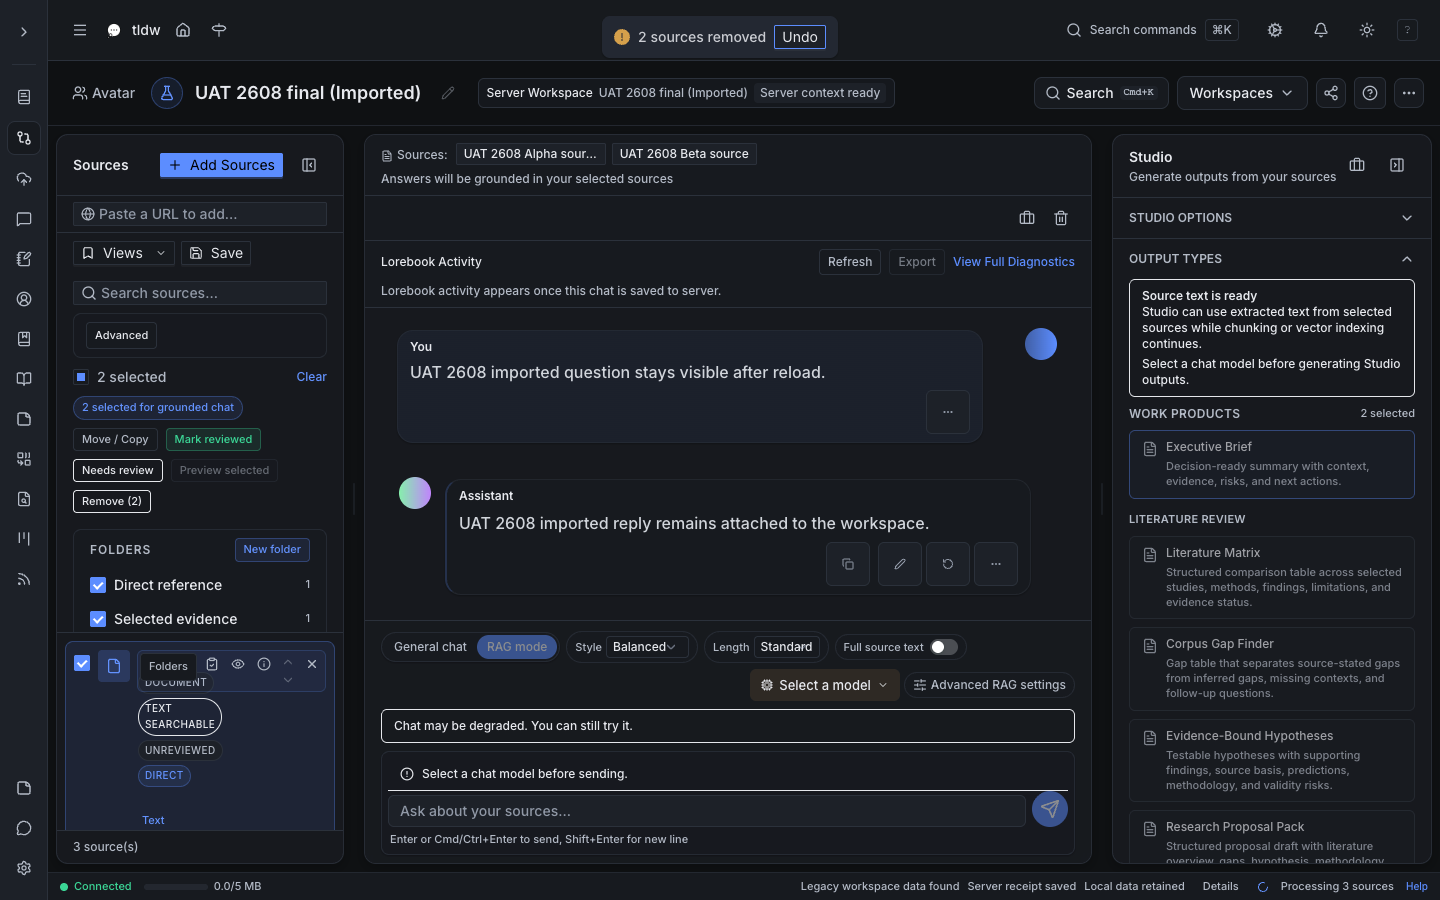 tldw
2 sources removed
Undo
Search commands
⌘K
?
Avatar
UAT 2608 final (Imported)
Server Workspace UAT 2608 final (Imported) Server context ready
Search Cmd+K
Workspaces
Sources
Add Sources
Paste a URL to add...
Views
Save
Search sources...
Advanced
2 selected
Clear
2 selected for grounded chat
Move / Copy
Mark reviewed
Needs review
Preview selected
Remove (2)
FOLDERS
New folder
Direct reference 1
Selected evidence 1
Folders
DOCUMENT
TEXT
SEARCHABLE
UNREVIEWED
DIRECT
Text
3 source(s)
Sources:
UAT 2608 Alpha sour...
UAT 2608 Beta source
Answers will be grounded in your selected sources
Lorebook Activity
Refresh
Export
View Full Diagnostics
Lorebook activity appears once this chat is saved to server.
You
UAT 2608 imported question stays visible after reload.
Assistant
UAT 2608 imported reply remains attached to the workspace.
General chat
RAG mode
Style Balanced
Length Standard
Full source text
Select a model
Advanced RAG settings
Chat may be degraded. You can still try it.
Select a chat model before sending.
Ask about your sources...
Enter or Cmd/Ctrl+Enter to send, Shift+Enter for new line
Studio
Generate outputs from your sources
STUDIO OPTIONS
OUTPUT TYPES
Source text is ready
Studio can use extracted text from selected
sources while chunking or vector indexing
continues.
Select a chat model before generating Studio
outputs.
WORK PRODUCTS 2 selected
Executive Brief
Decision-ready summary with context,
evidence, risks, and next actions.
LITERATURE REVIEW
Literature Matrix
Structured comparison table across selected
studies, methods, findings, limitations, and
evidence status.
Corpus Gap Finder
Gap table that separates source-stated gaps
from inferred gaps, missing contexts, and
follow-up questions.
Evidence-Bound Hypotheses
Testable hypotheses with supporting
findings, source basis, predictions,
methodology, and validity risks.
Research Proposal Pack
Structured proposal draft with literature
overview, gaps, hypothesis, methodology,
Connected
0.0/5 MB
Legacy workspace data found
Server receipt saved
Local data retained
Details
Processing 3 sources
Help